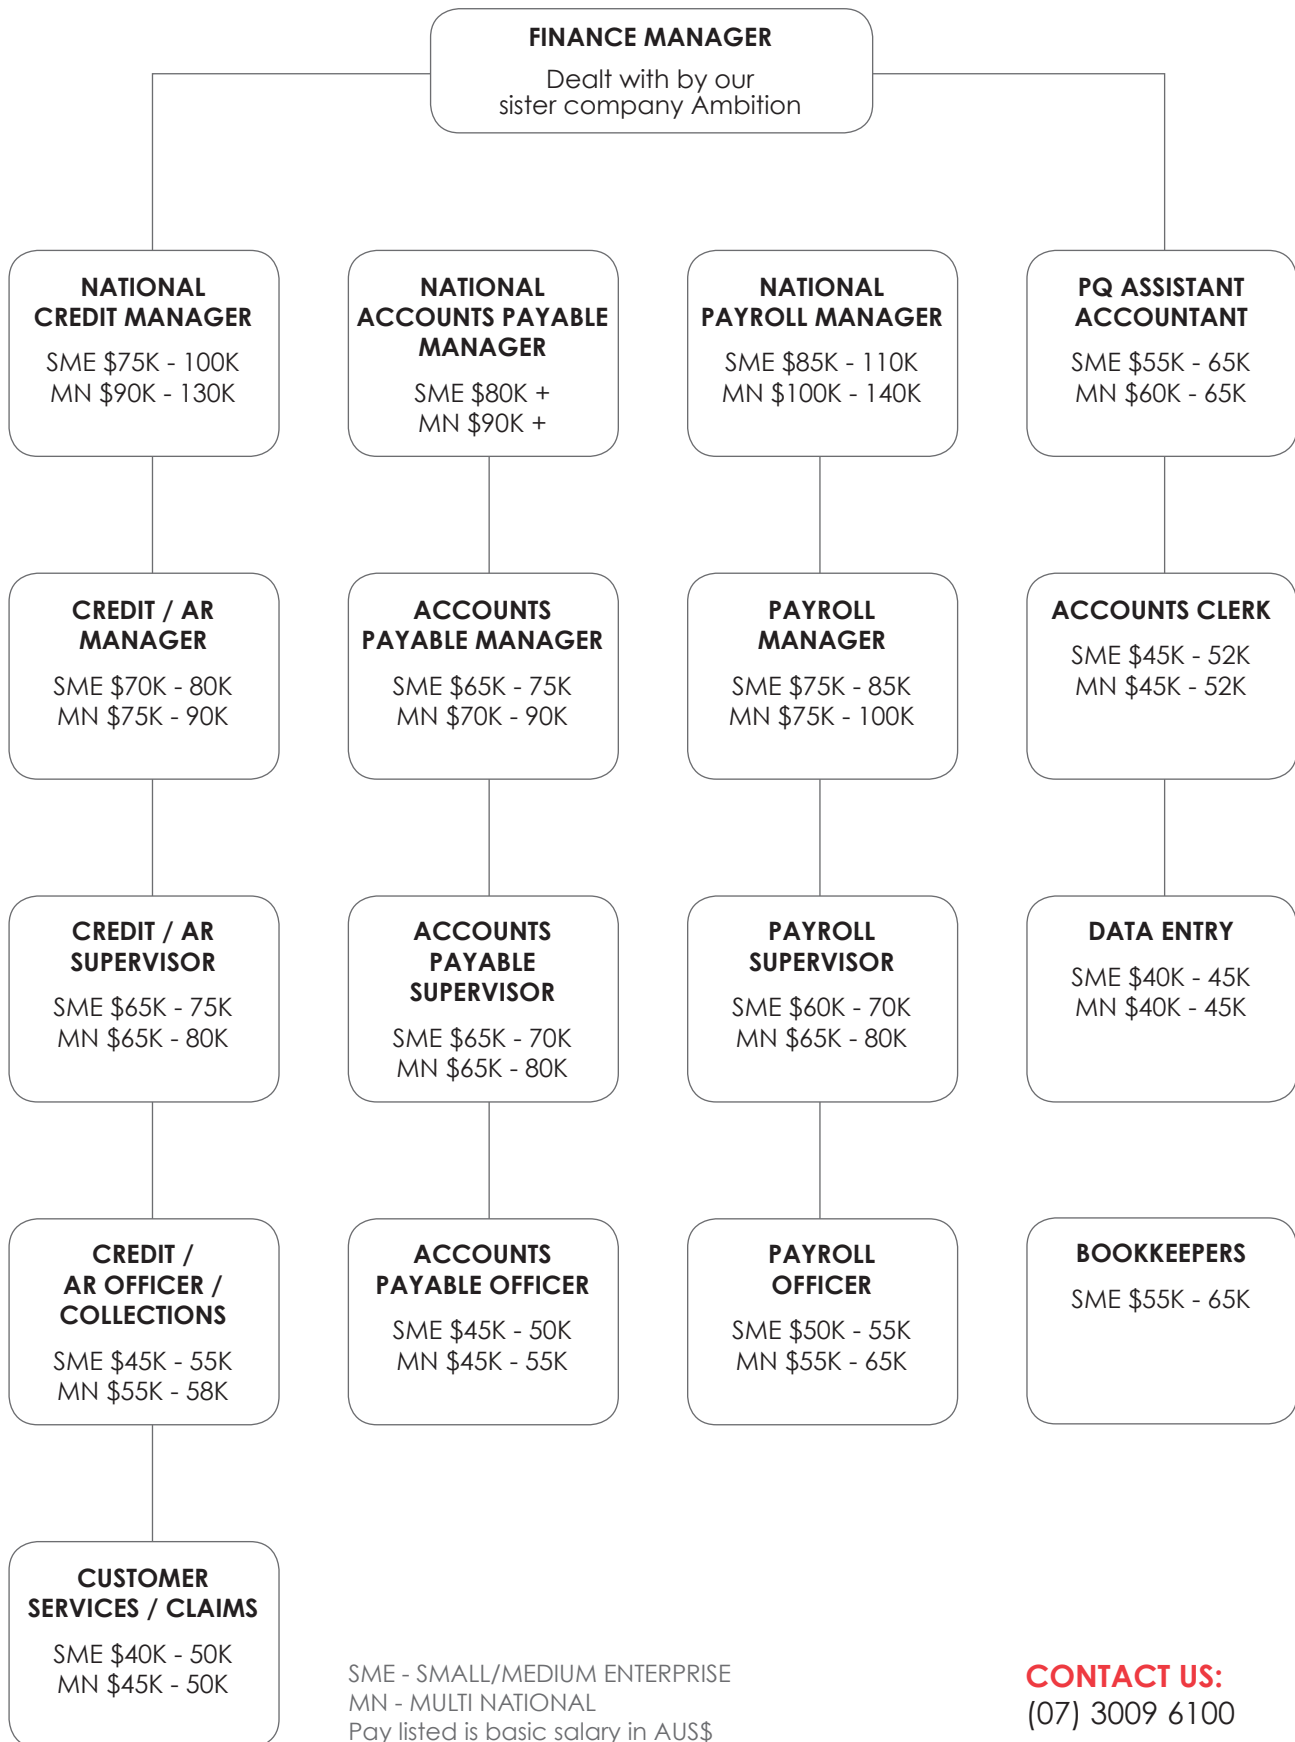 FINANCE MANAGER
Dealt with by our
sister company Ambition
NATIONAL
CREDIT MANAGER
SME $75K - 100K
MN $90K - 130K
NATIONAL
ACCOUNTS PAYABLE
MANAGER
SME $80K +
MN $90K +
NATIONAL
PAYROLL MANAGER
SME $85K - 110K
MN $100K - 140K
PQ ASSISTANT
ACCOUNTANT
SME $55K - 65K
MN $60K - 65K
CREDIT / AR
MANAGER
SME $70K - 80K
MN $75K - 90K
ACCOUNTS
PAYABLE MANAGER
SME $65K - 75K
MN $70K - 90K
PAYROLL
MANAGER
SME $75K - 85K
MN $75K - 100K
ACCOUNTS CLERK
SME $45K - 52K
MN $45K - 52K
CREDIT / AR
SUPERVISOR
SME $65K - 75K
MN $65K - 80K
ACCOUNTS
PAYABLE
SUPERVISOR
SME $65K - 70K
MN $65K - 80K
PAYROLL
SUPERVISOR
SME $60K - 70K
MN $65K - 80K
DATA ENTRY
SME $40K - 45K
MN $40K - 45K
CREDIT /
AR OFFICER /
COLLECTIONS
SME $45K - 55K
MN $55K - 58K
ACCOUNTS
PAYABLE OFFICER
SME $45K - 50K
MN $45K - 55K
PAYROLL
OFFICER
SME $50K - 55K
MN $55K - 65K
BOOKKEEPERS
SME $55K - 65K
CUSTOMER
SERVICES / CLAIMS
SME $40K - 50K
MN $45K - 50K
SME - SMALL/MEDIUM ENTERPRISE
MN - MULTI NATIONAL
Pay listed is basic salary in AUS$
CONTACT US:
(07) 3009 6100